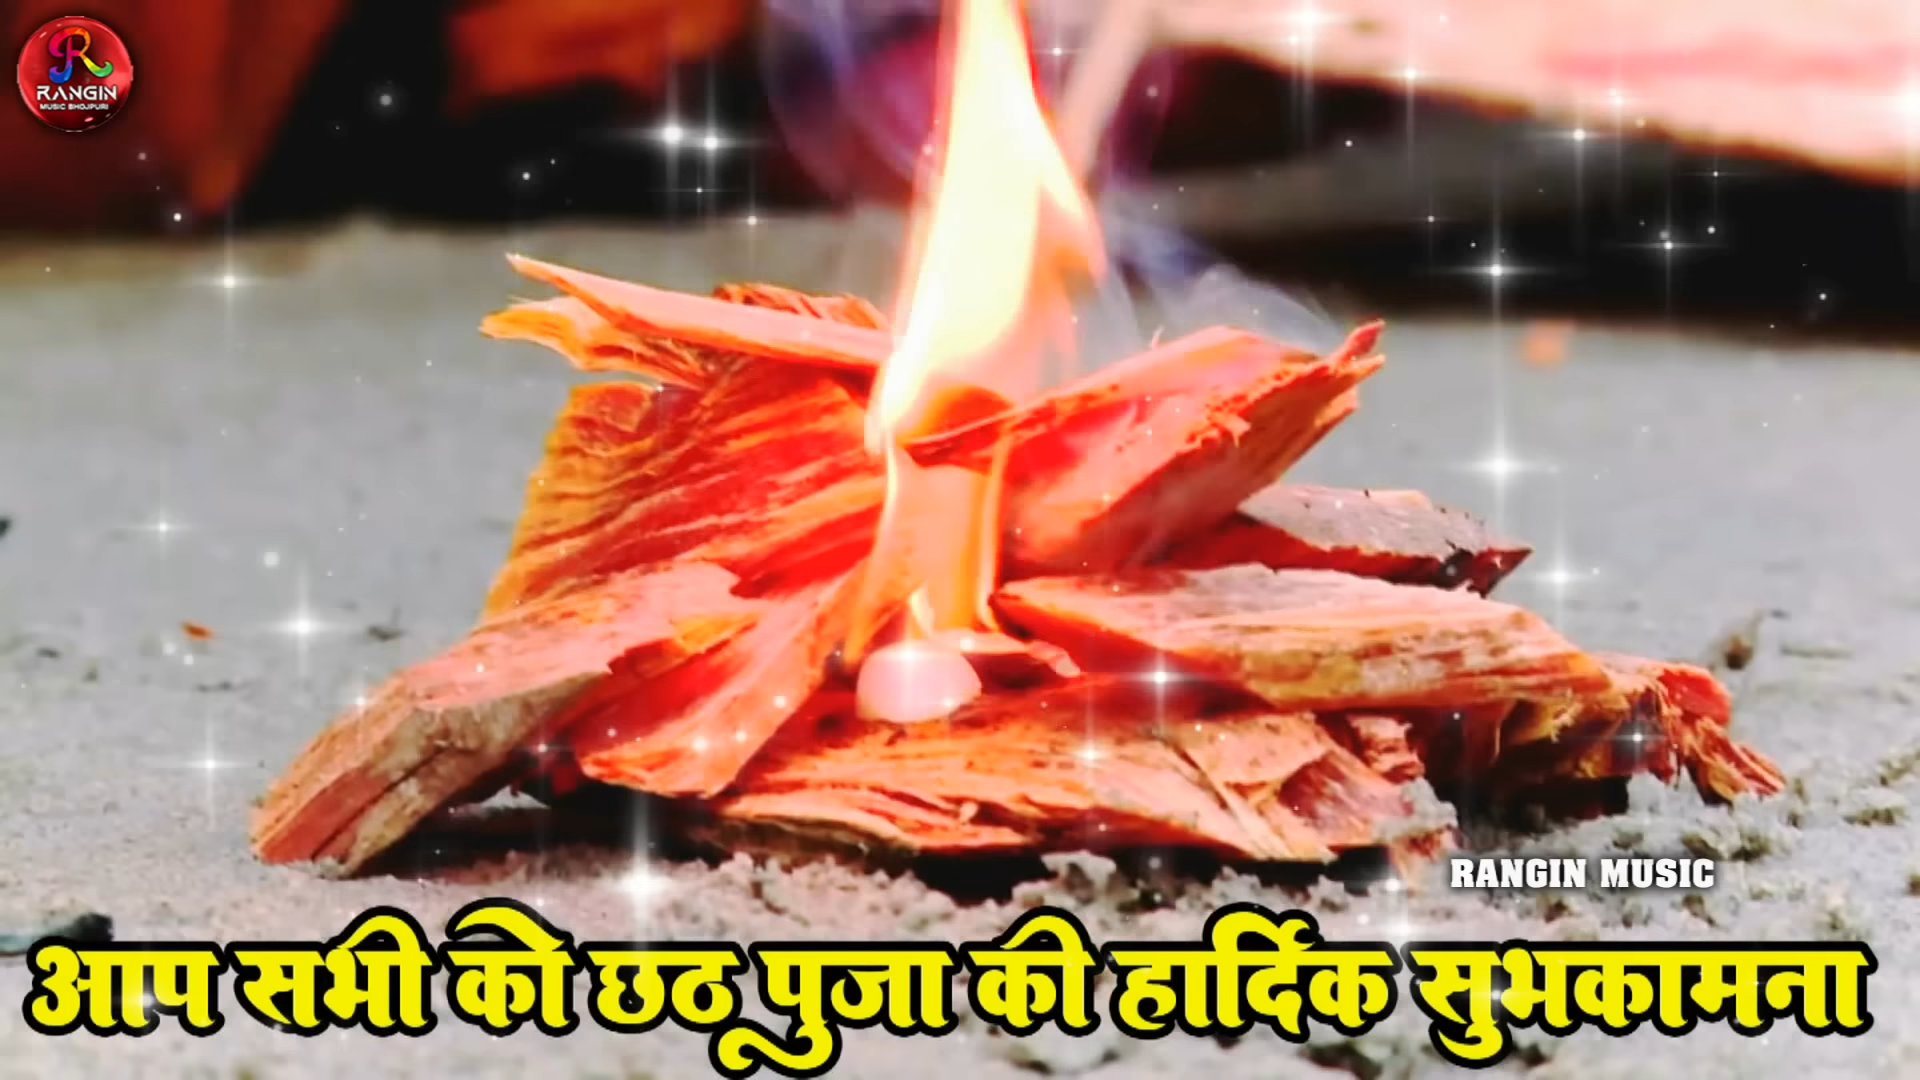 RANGIN
MUSIC BHOJPURI
RANGIN MUSIC
आप सभी को छठू पुजा की हार्दिक सुभकामना